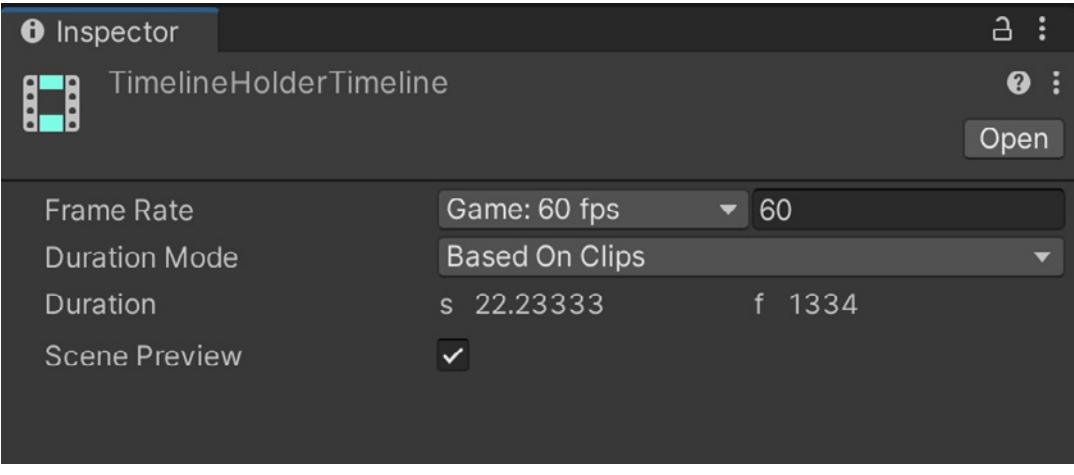 Inspector
TimelineHolderTimeline
Open
Frame Rate Game: 60 fps 60
Duration Mode Based On Clips
Duration s 22.23333 f 1334
Scene Preview